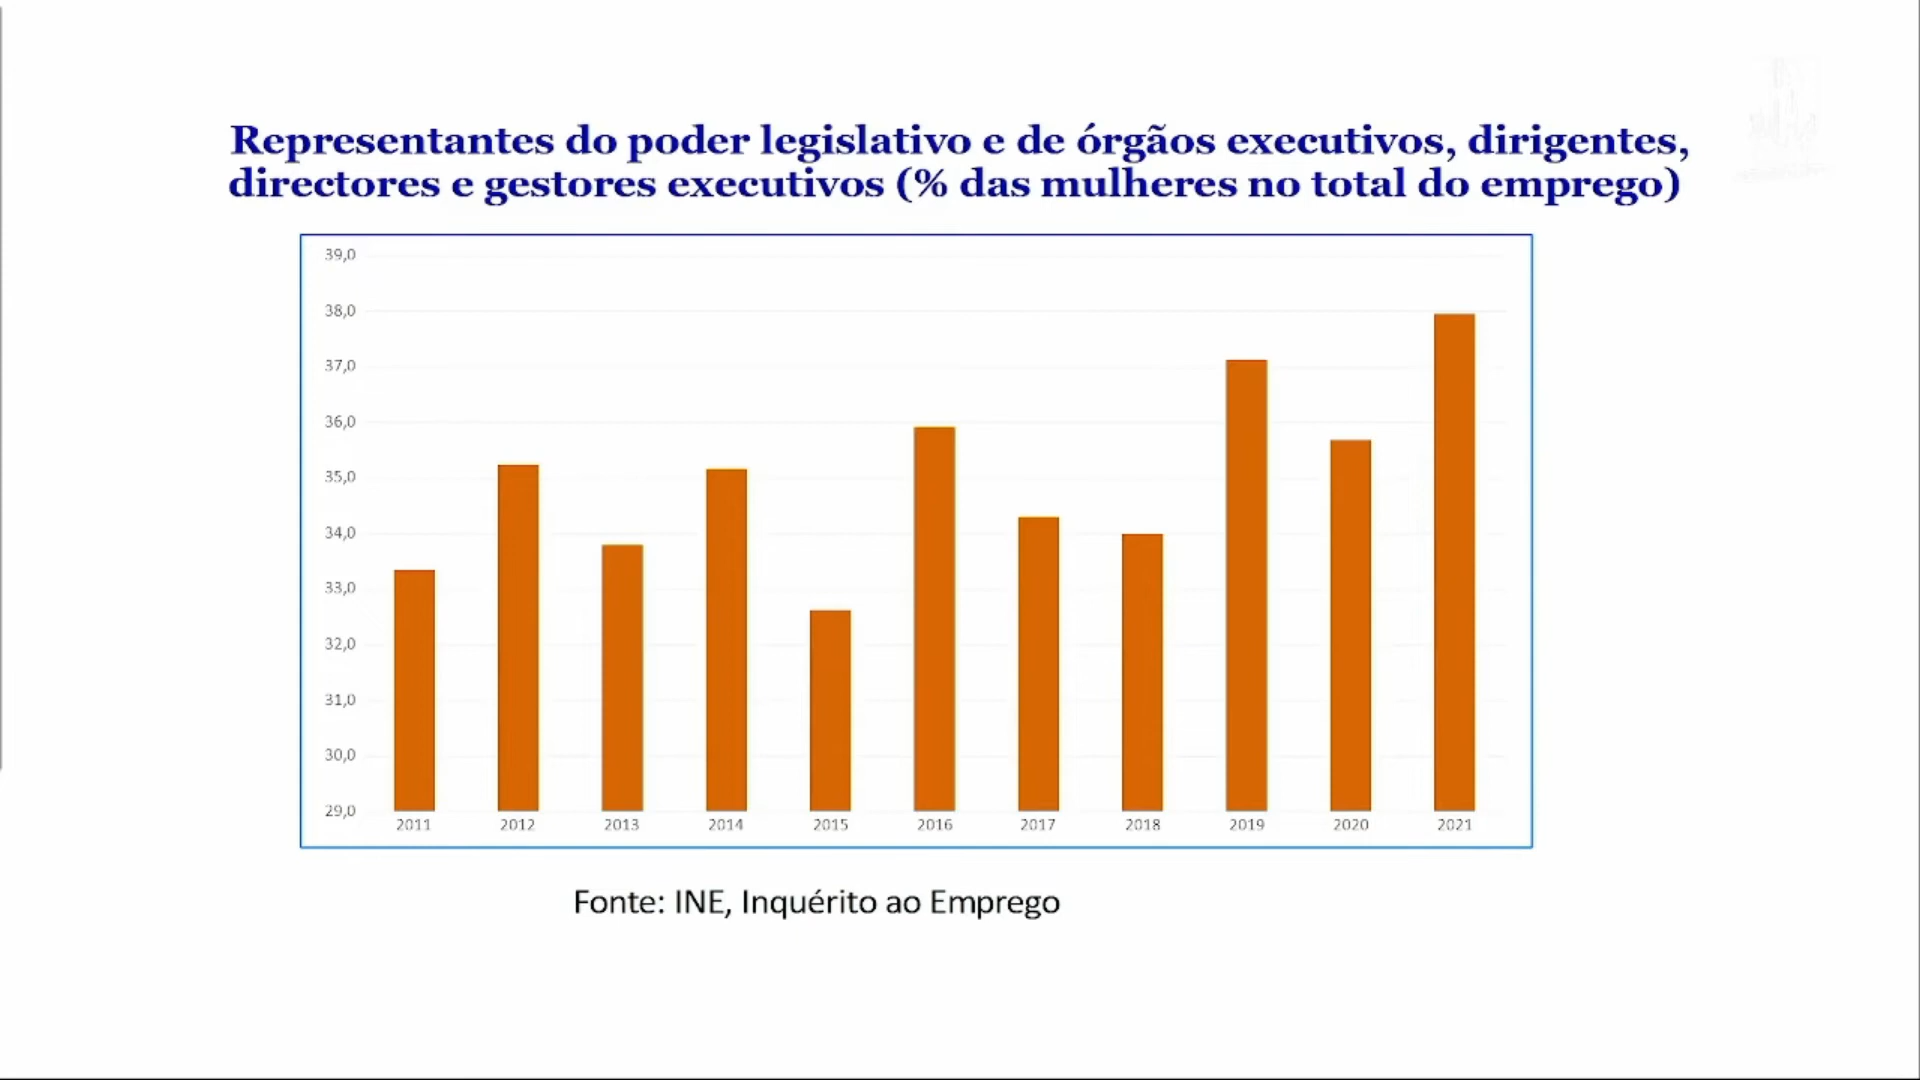 Representantes do poder legislativo e de órgãos executivos, dirigentes,
directores e gestores executivos (% das mulheres no total do emprego)
39,0
38,0
37,0
36,0
35,0
34,0
33,0
32,0
31,0
30,0
29,0
2011 2012 2013 2014 2015 2016 2017 2018 2019 2020 2021
Fonte: INE, Inquérito ao Emprego